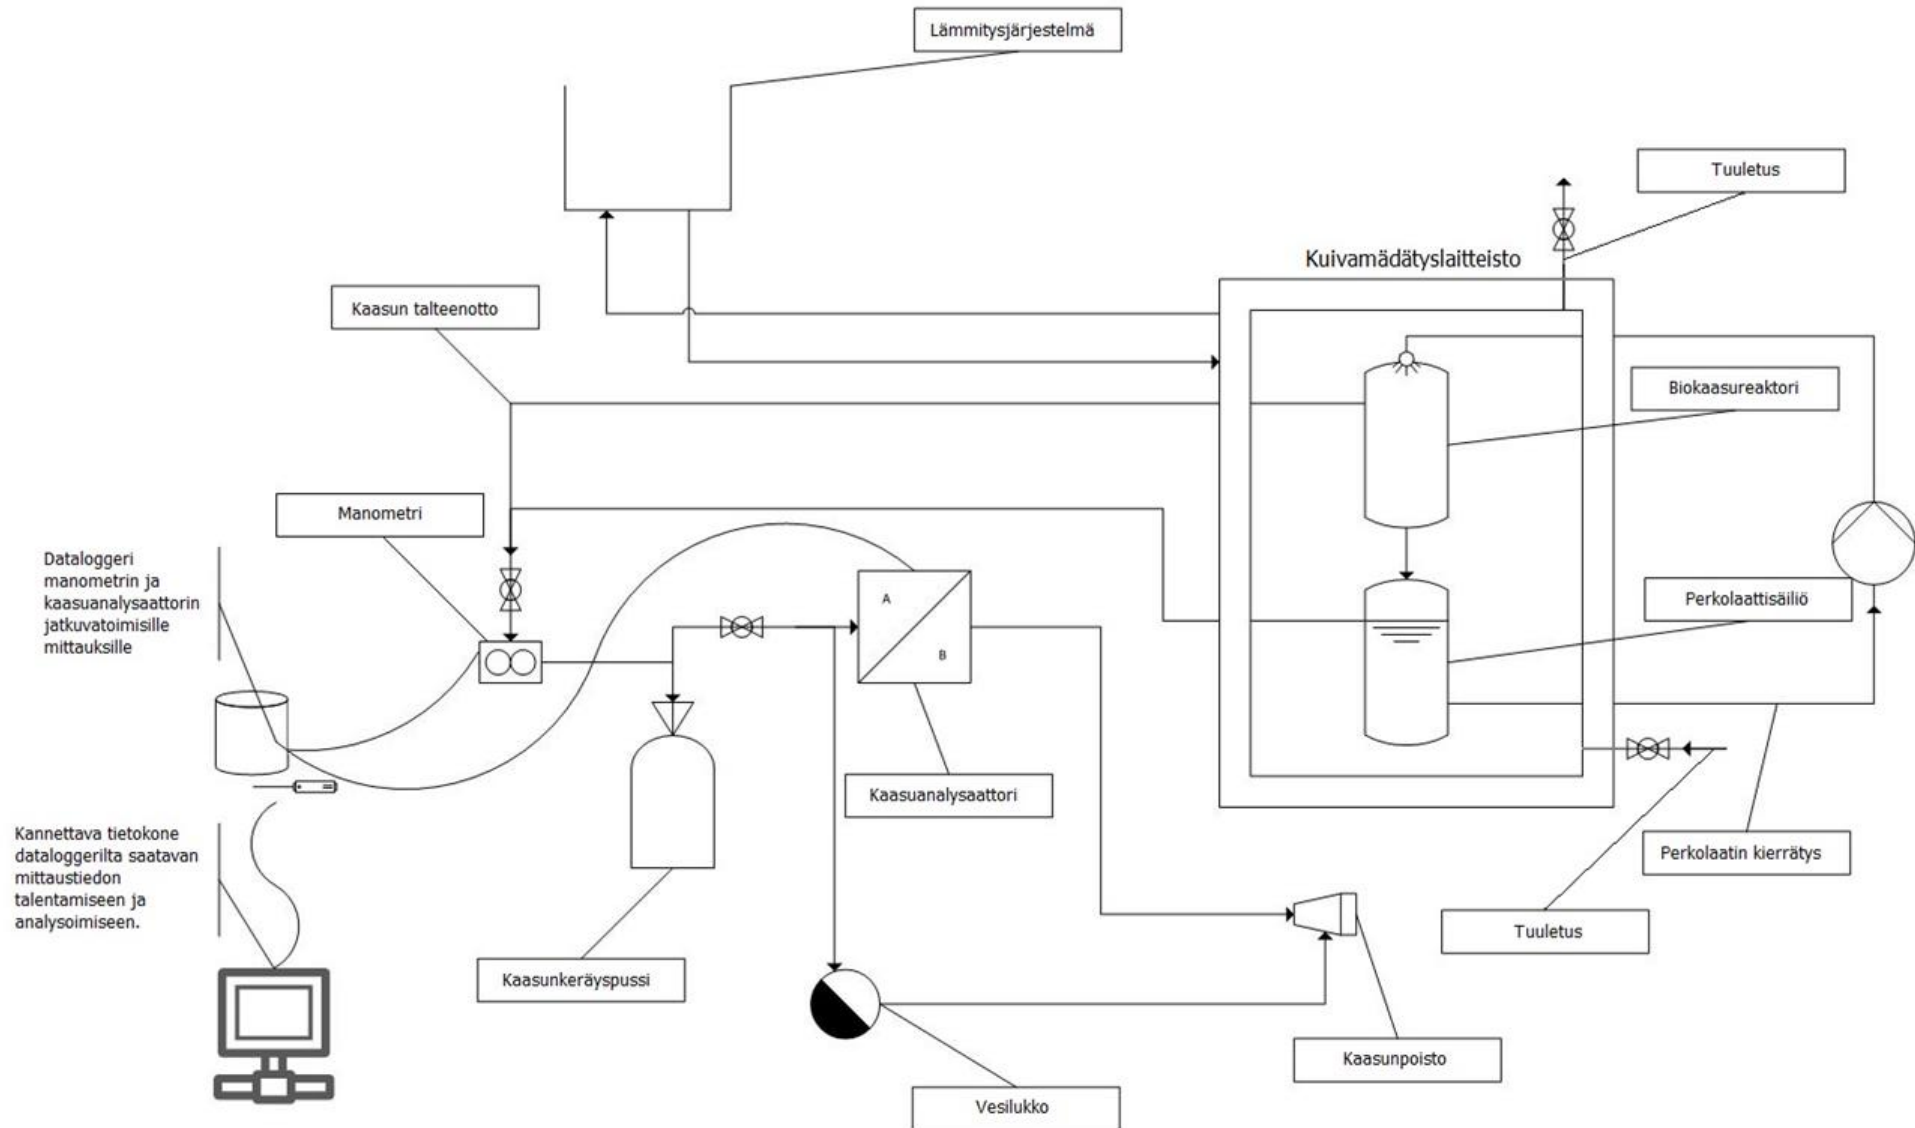 Lämmitysjärjestelmä
Tuuletus
Kuivamädätyslaitteisto
Kaasun talteenotto
Biokaasureaktori
Manometri
Dataloggeri
manometrin ja
kaasuanalysaattorin
jatkuvatoimisille
mittauksille
A
B
Perkolaattisäiliö
Kaasuanalysaattori
Kannettava tietokone
dataloggerilta saatavan
mittaustiedon
talentamiseen ja
analysoimiseen.
Perkolaatin kierrätys
Tuuletus
Kaasunkeräyspussi
Kaasunpoisto
Vesilukko